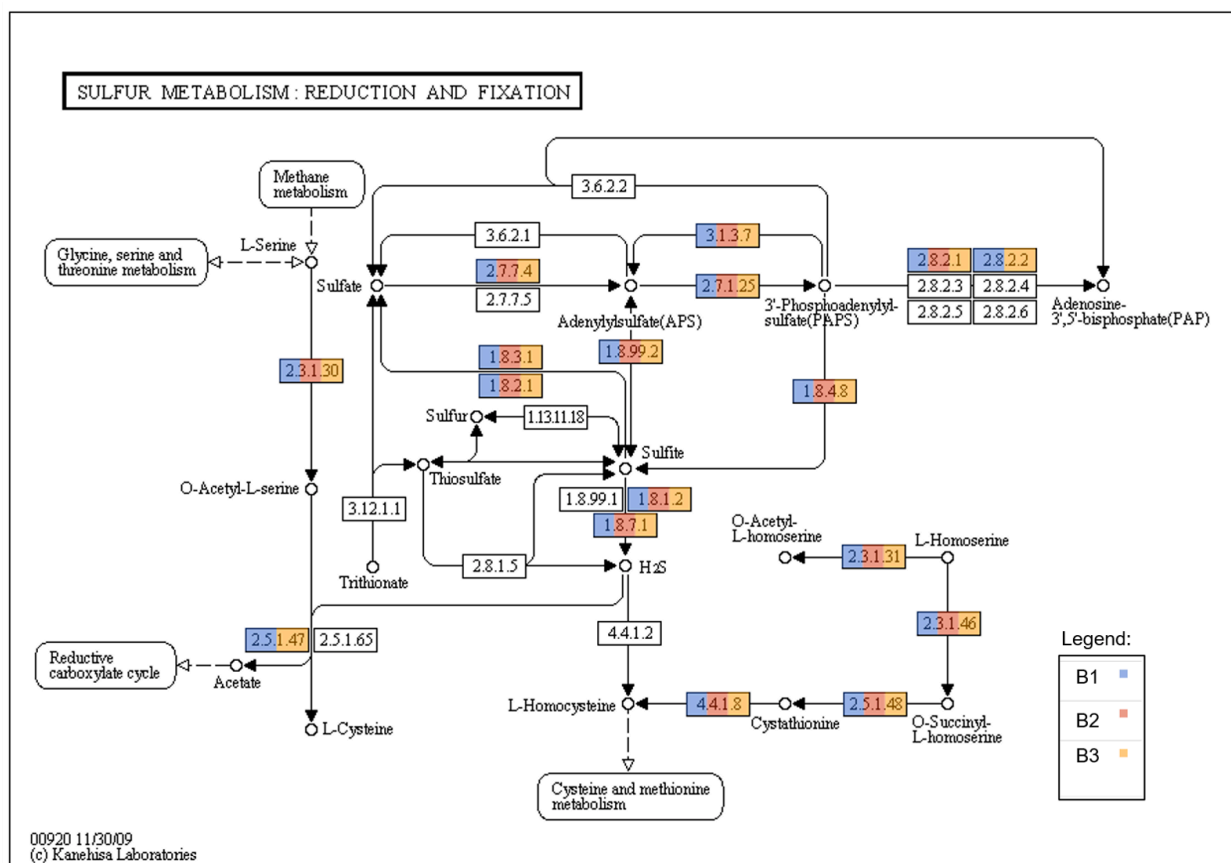 SULFUR METABOLISM : REDUCTION AND FIXATION
Methane
metabolism
3.6.2.2
Glycine, serine and
threonine metabolism
L-Serine
3.6.2.1
3.1.3.7
Sulfate
2.7.7.4
2.7.7.5
2.7.1.25
2.8.2.1
2.8.2.2
2.8.2.3
2.8.2.4
2.8.2.5
2.8.2.6
Adenylylsulfate(APS)
3'-Phosphoadenylyl-
sulfate(PAPS)
Adenosine-
3',5'-bisphosphate(PAP)
2.3.1.30
1.8.3.1
1.8.2.1
1.8.99.2
1.8.4.8
Sulfur
1.13.11.18
Sulfite
Thiosulfate
O-Acetyl-L-serine
3.12.1.1
1.8.99.1
1.8.1.2
1.8.7.1
O-Acetyl-
L-homoserine
2.3.1.31
L-Homoserine
Trithionate
2.8.1.5
H2S
2.5.1.47
2.5.1.65
4.4.1.2
2.3.1.46
Reductive
carboxylate cycle
Acetate
L-Cysteine
L-Homocysteine
4.4.1.8
Cystathionine
2.5.1.48
O-Succinyl-
L-homoserine
Legend:
B1
B2
B3
Cysteine and methionine
metabolism
00920 11/30/09
(c) Kanehisa Laboratories